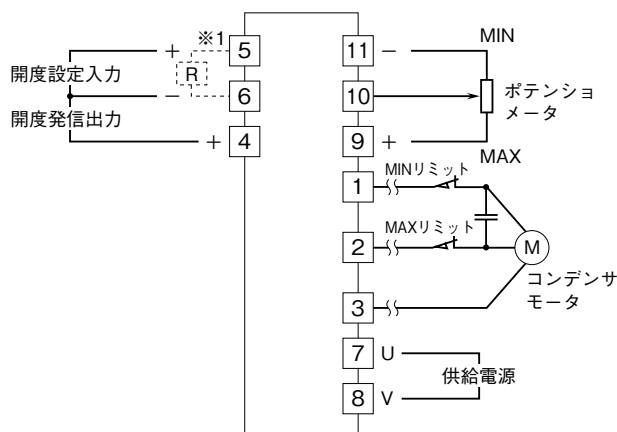 ※1
開度設定入力
+ 5
R
− 6
開度発信出力
+ 4
11 − MIN
10
ポテンショ
メータ
9 + MAX
MINリミット
1
MAXリミット
2
M
コンデンサ
モータ
3
7 U
供給電源
8 V